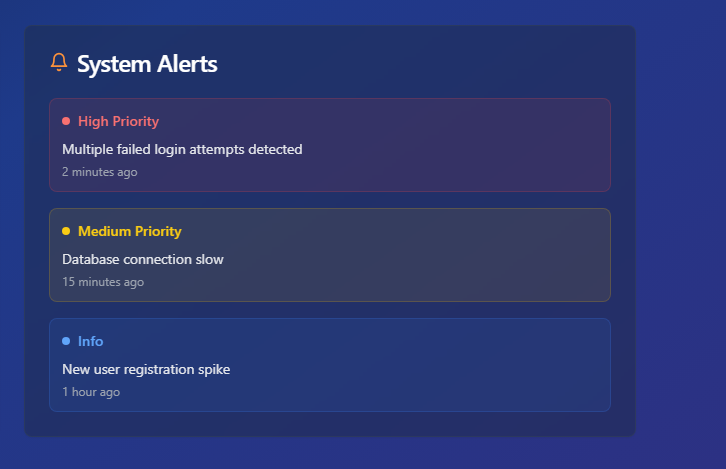 System Alerts
High Priority
Multiple failed login attempts detected
2 minutes ago
Medium Priority
Database connection slow
15 minutes ago
Info
New user registration spike
1 hour ago